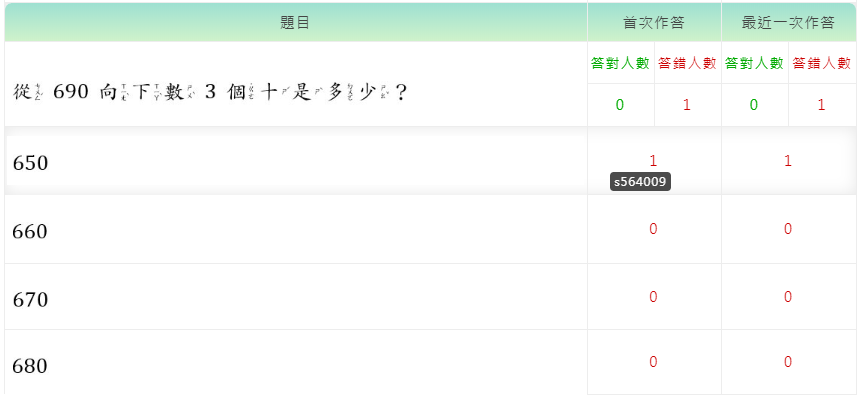 題目 首次作答 最近一次作答
答對人數 答錯人數 答對人數 答錯人數
從 690 向下數 3 個十是多少？
0 1 0 1
650 1 1
s564009
660 0 0
670 0 0
680 0 0